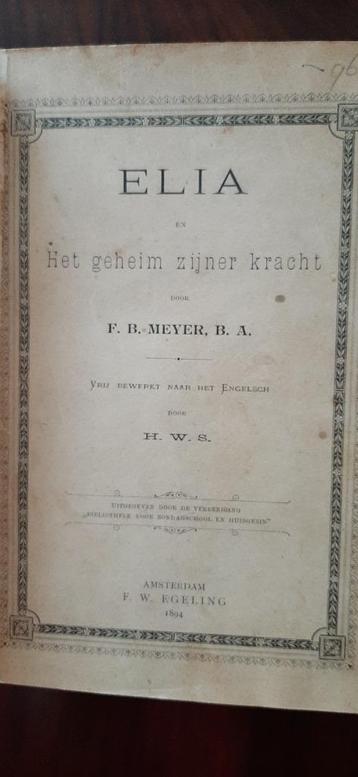 ELIA
EN
Het geheim zijner kracht
DOOR
F. B. MEYER, B. A.
VRIJ BEWERKT NAAR HET ENGELSCH
DOOR
H. W. S.
UITGEGEVEN DOOR DE VEREENIGING
„BIBLIOTHEEK VOOR ZONDAGSCHOOL EN HUISGEZIN”
AMSTERDAM
F. W. EGELING
1894